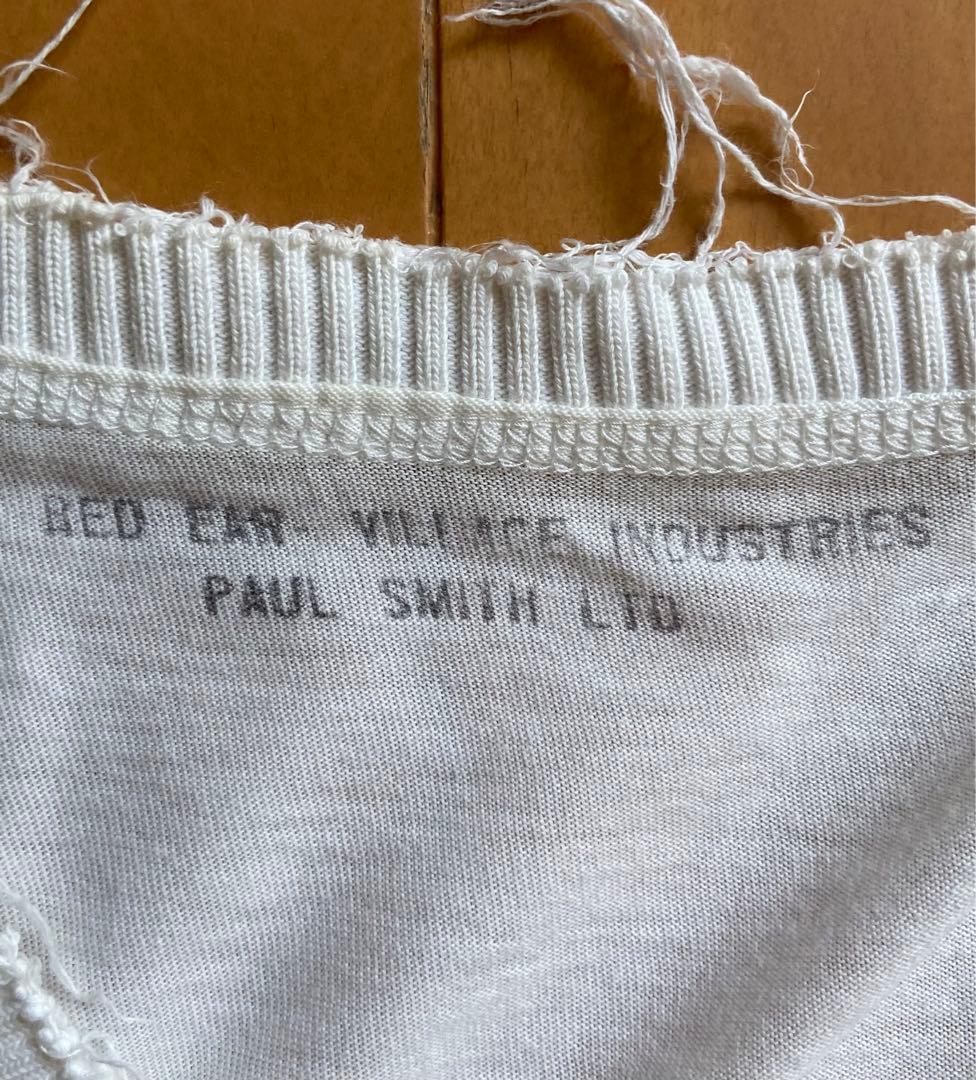 RED EAR- VILLAGE INDUSTRIES
PAUL SMITH LTD